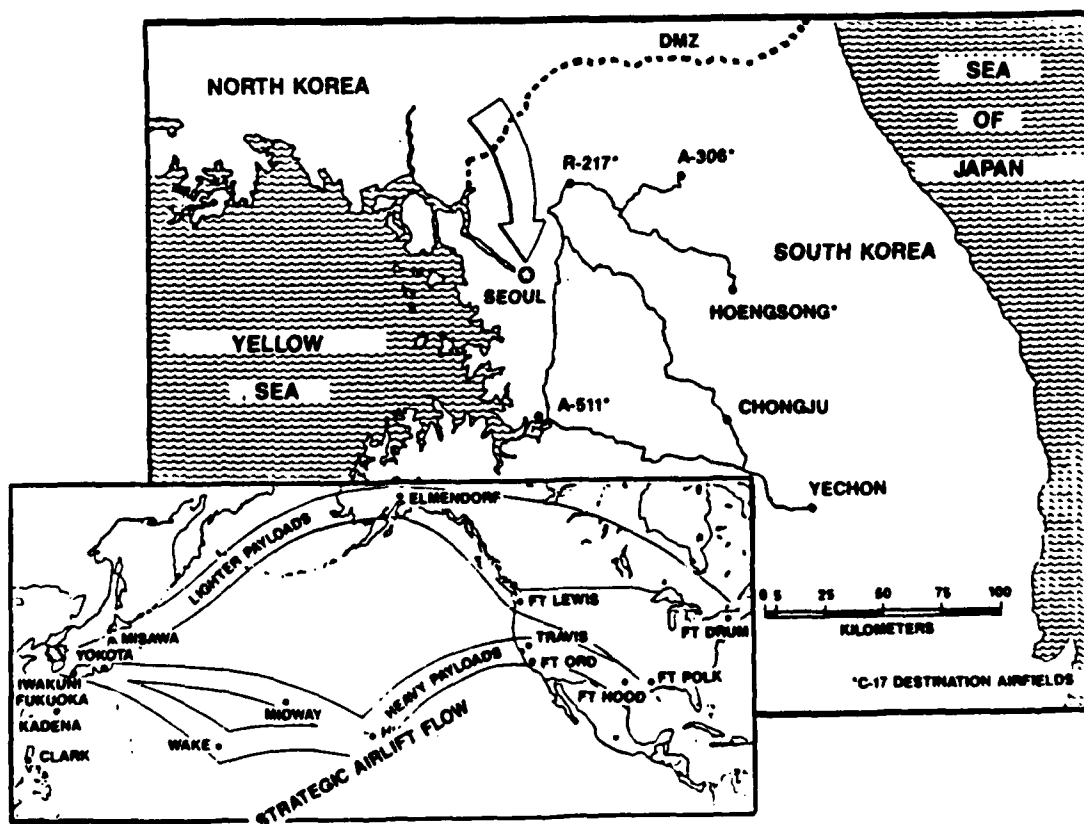 DMZ
NORTH KOREA
SEA
OF
JAPAN
R-217*
A-306*
SOUTH KOREA
SEOUL
HOENGSONG*
YELLOW
SEA
A-511*
CHONGJU
YECHON
ELMENDORF
LIGHTER PAYLOADS
FT LEWIS
0 5 25 50 75 100
KILOMETERS
MISAWA
YOKOTA
TRAVIS
FT DRUM
HEAVY PAYLOADS
FT ORD
FT POLK
IWAKUNI
FUKUOKA
FT HOOD
*C-17 DESTINATION AIRFIELDS
KADENA
MIDWAY
WAKE
CLARK
STRATEGIC AIRLIFT FLOW